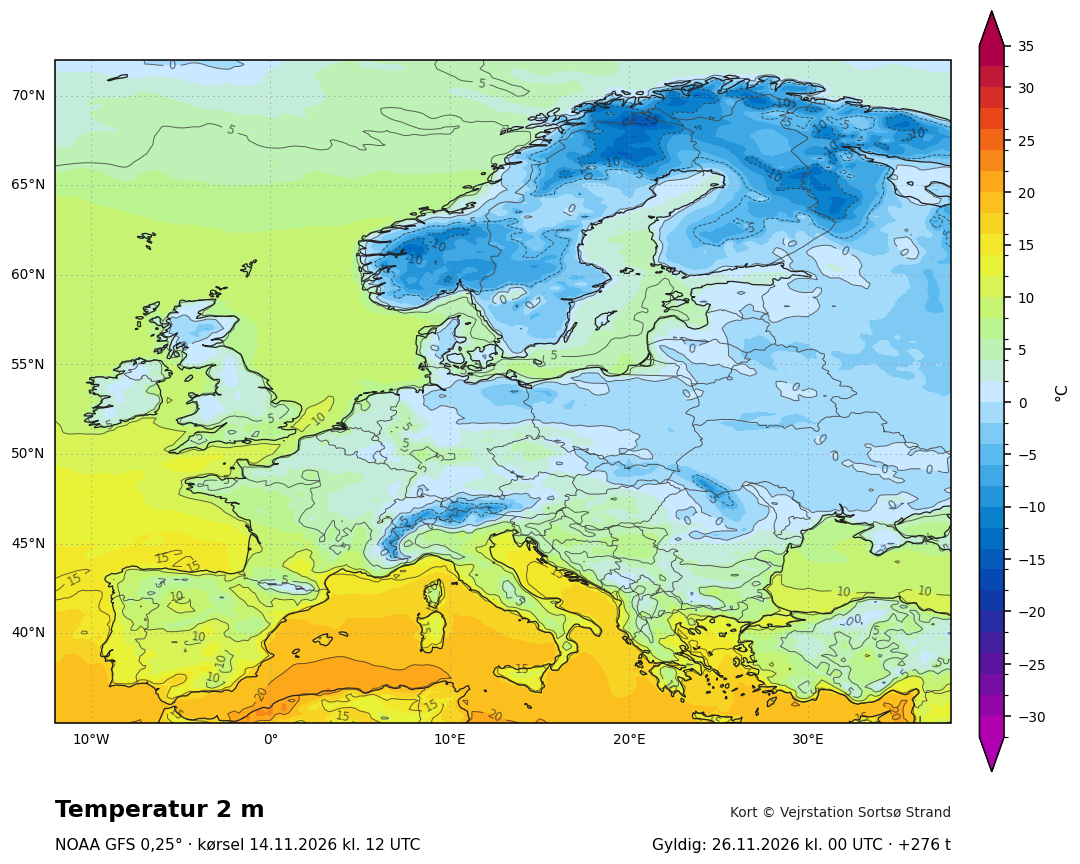 35
30
25
20
15
10
5
0
−5
−10
−15
−20
−25
−30
°C
70°N
65°N
60°N
55°N
50°N
45°N
40°N
10°W
0°
10°E
20°E
30°E
Temperatur 2 m
Kort © Vejrstation Sortsø Strand
NOAA GFS 0,25° · kørsel 14.11.2026 kl. 12 UTC
Gyldig: 26.11.2026 kl. 00 UTC · +276 t